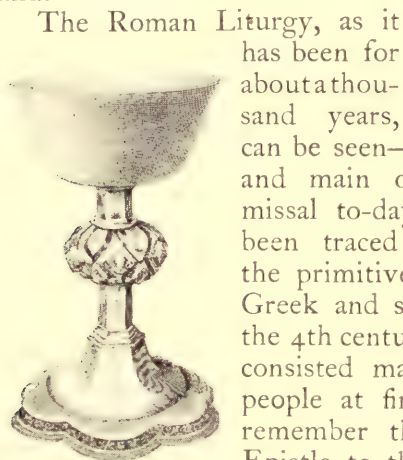 The Roman Liturgy, as it
has been for
about a thou-
sand years,
can be seen—
and main
missal to-da
been traced
the primitive
Greek and s
the 4th centu
consisted ma
people at fir
remember th
Epistle to th